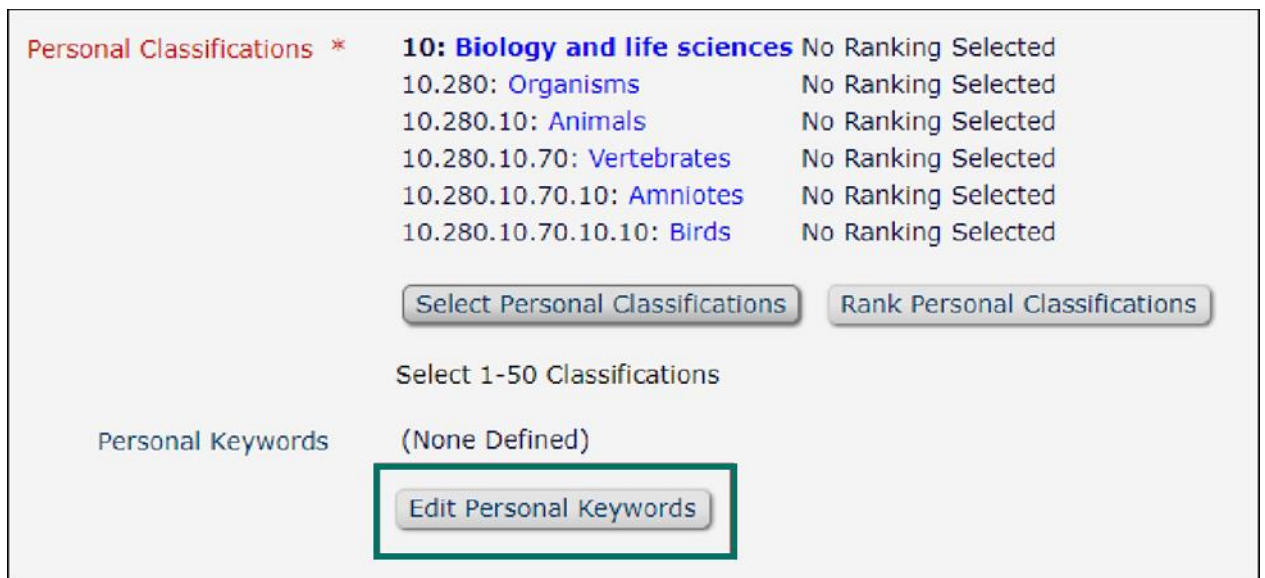 Personal Classifications * 10: Biology and life sciences No Ranking Selected
10.280: Organisms No Ranking Selected
10.280.10: Animals No Ranking Selected
10.280.10.70: Vertebrates No Ranking Selected
10.280.10.70.10: Amniotes No Ranking Selected
10.280.10.70.10.10: Birds No Ranking Selected
Select Personal Classifications Rank Personal Classifications
Select 1-50 Classifications
Personal Keywords (None Defined)
Edit Personal Keywords